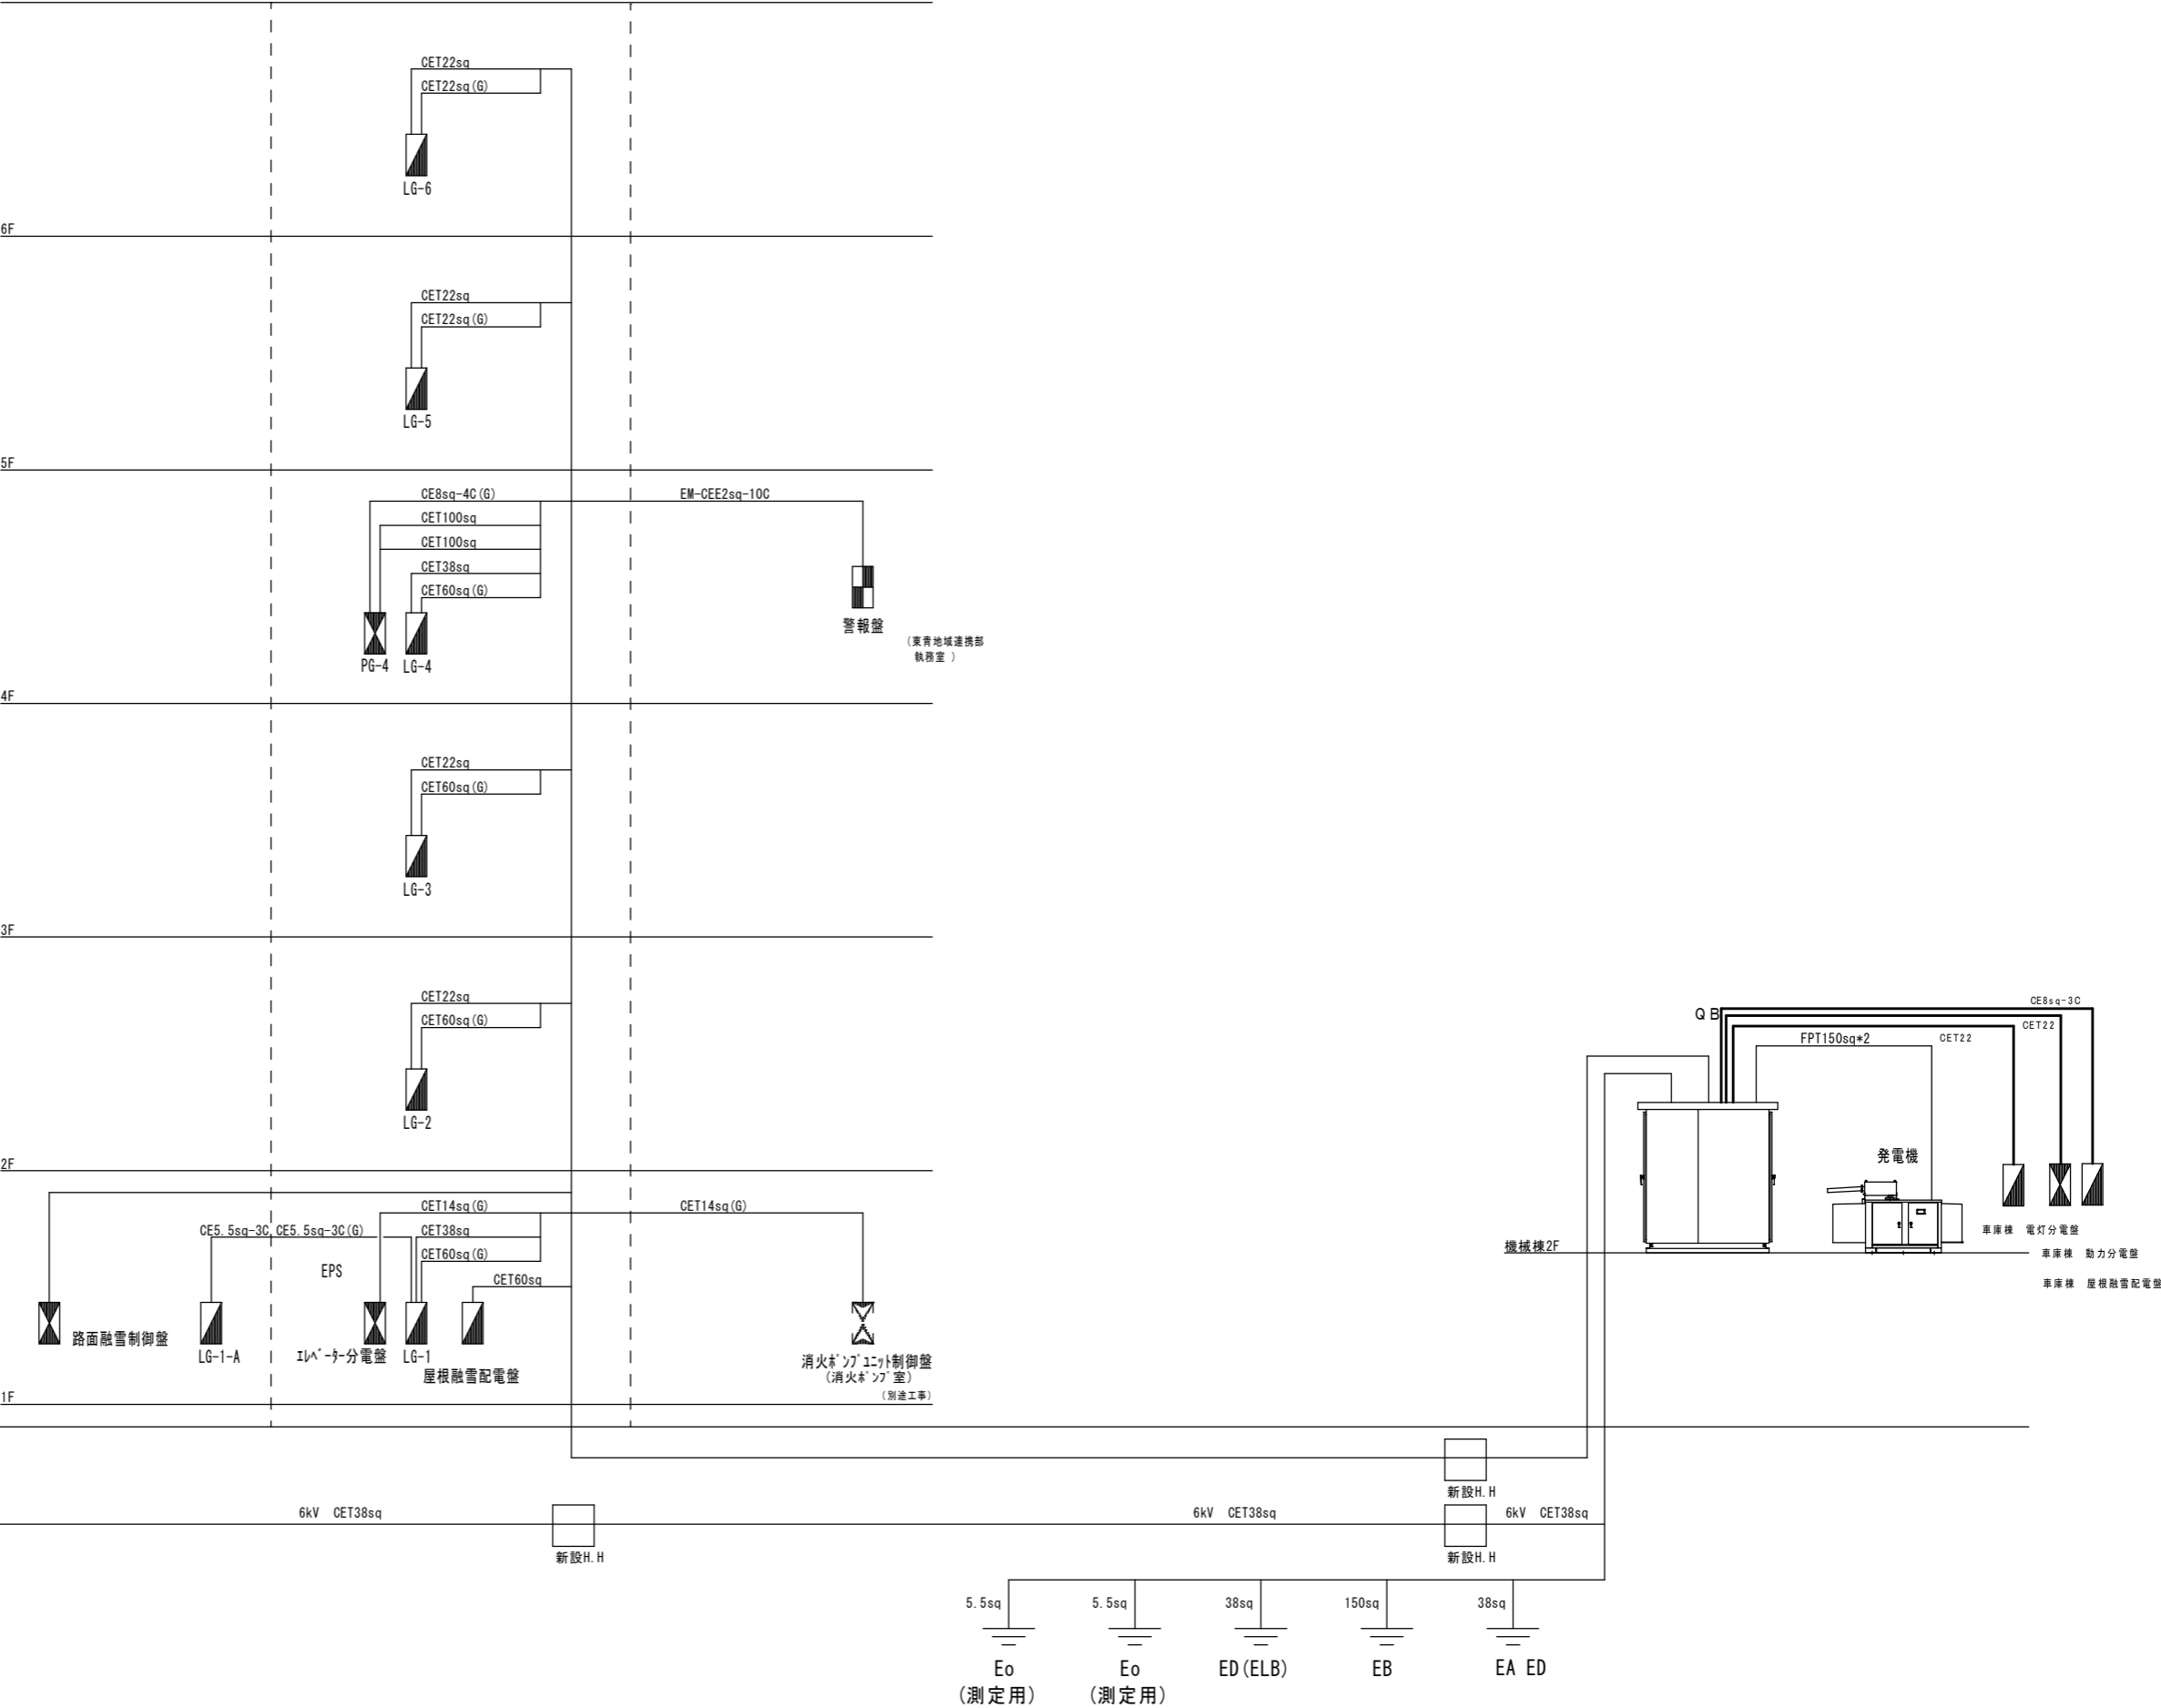 CET22sq
CET22sq(G)
LG-6
6F
CET22sq
CET22sq(G)
LG-5
5F
CE8sq-4C(G)
EM-CEE2sq-10C
CET100sq
CET100sq
CET38sq
CET60sq(G)
PG-4
LG-4
警報盤
(東青地域連携部
執務室 )
4F
CET22sq
CET60sq(G)
LG-3
3F
CET22sq
CET60sq(G)
LG-2
2F
CET14sq(G)
CET14sq(G)
CE5.5sq-3C CE5.5sq-3C(G)
CET38sq
CET60sq(G)
EPS
CET60sq
路面融雪制御盤
LG-1-A
エレベーター分電盤
LG-1
屋根融雪配電盤
消火ポンプユニット制御盤
(消火ポンプ室)
(別途工事)
1F
QB
CE8sq-3C
CET22
CET22
FPT150sq*2
発電機
機械棟2F
車庫棟 電灯分電盤
車庫棟 動力分電盤
車庫棟 屋根融雪配電盤
新設H.H
6kV CET38sq
新設H.H
6kV CET38sq
新設H.H
6kV CET38sq
5.5sq
5.5sq
38sq
150sq
38sq
Eo
(測定用)
Eo
(測定用)
ED(ELB)
EB
EA ED